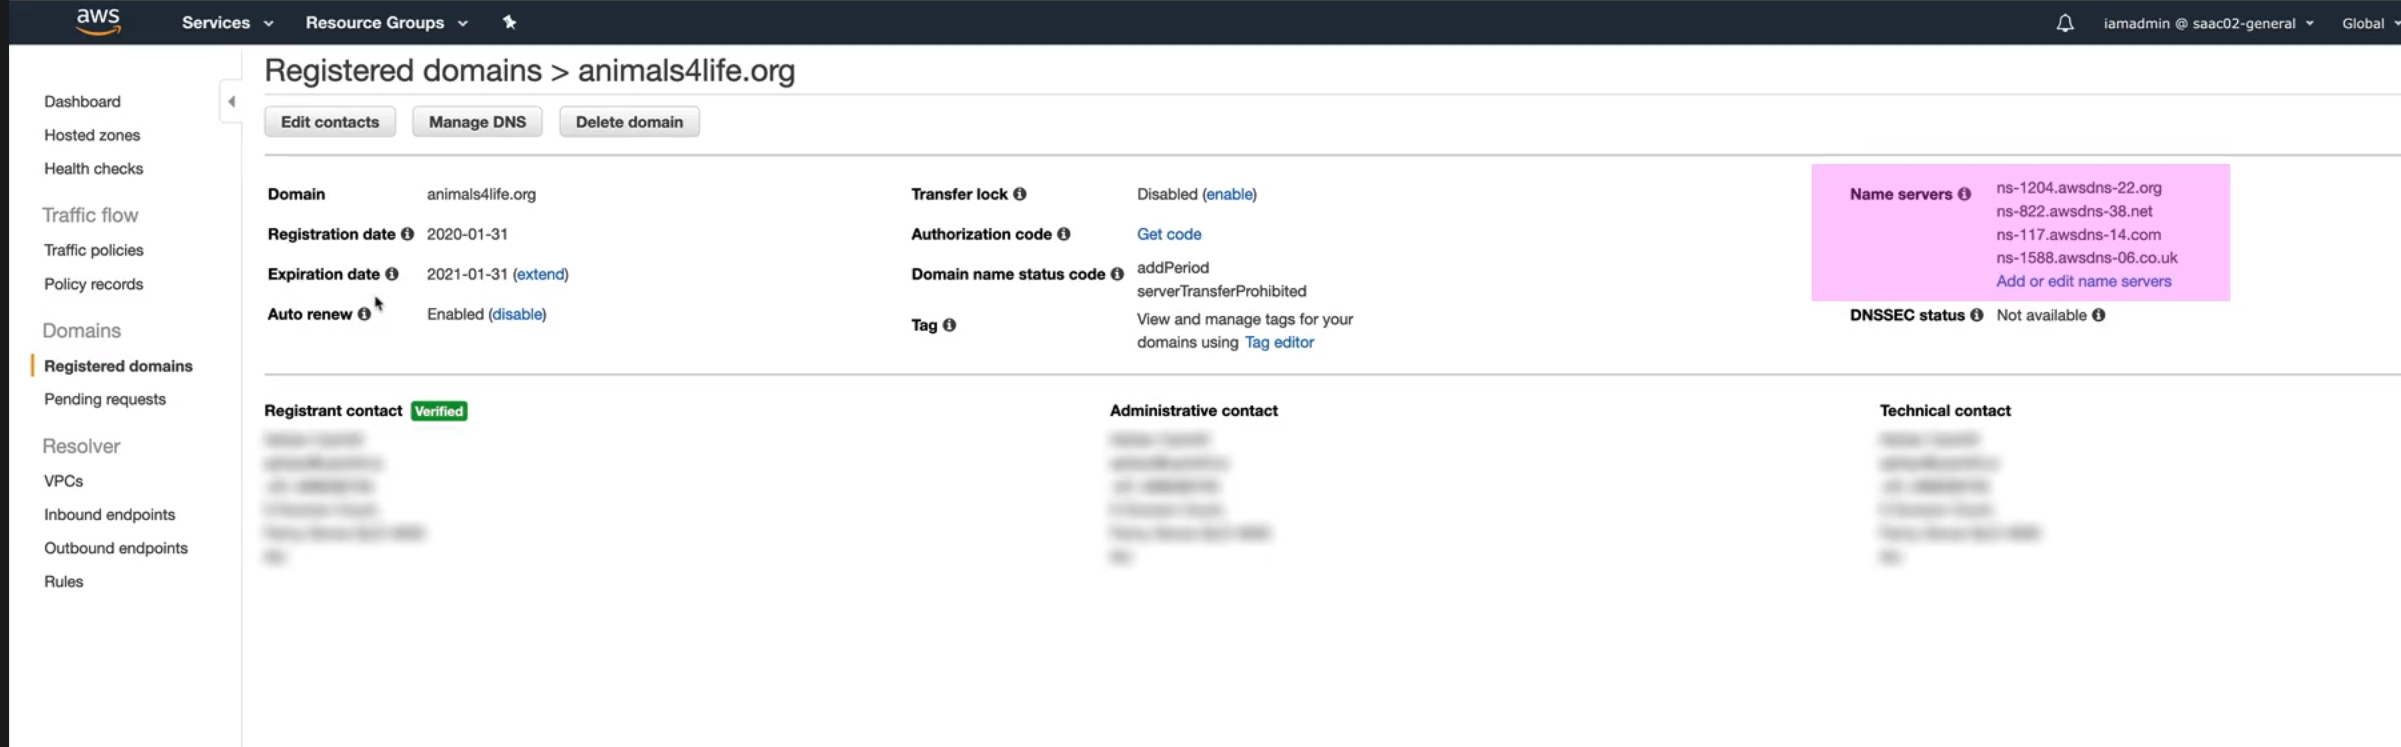 aws Services Resource Groups iamadmin @ saac02-general Global
Dashboard
Hosted zones
Health checks
Traffic flow
Traffic policies
Policy records
Domains
Registered domains
Pending requests
Resolver
VPCs
Inbound endpoints
Outbound endpoints
Rules
Registered domains > animals4life.org
Edit contacts Manage DNS Delete domain
Domain animals4life.org
Registration date 2020-01-31
Expiration date 2021-01-31 (extend)
Auto renew Enabled (disable)
Transfer lock Disabled (enable)
Authorization code Get code
Domain name status code addPeriod
serverTransferProhibited
Tag View and manage tags for your
domains using Tag editor
Name servers ns-1204.awsdns-22.org
ns-822.awsdns-38.net
ns-117.awsdns-14.com
ns-1588.awsdns-06.co.uk
Add or edit name servers
DNSSEC status Not available
Registrant contact Verified
Administrative contact
Technical contact